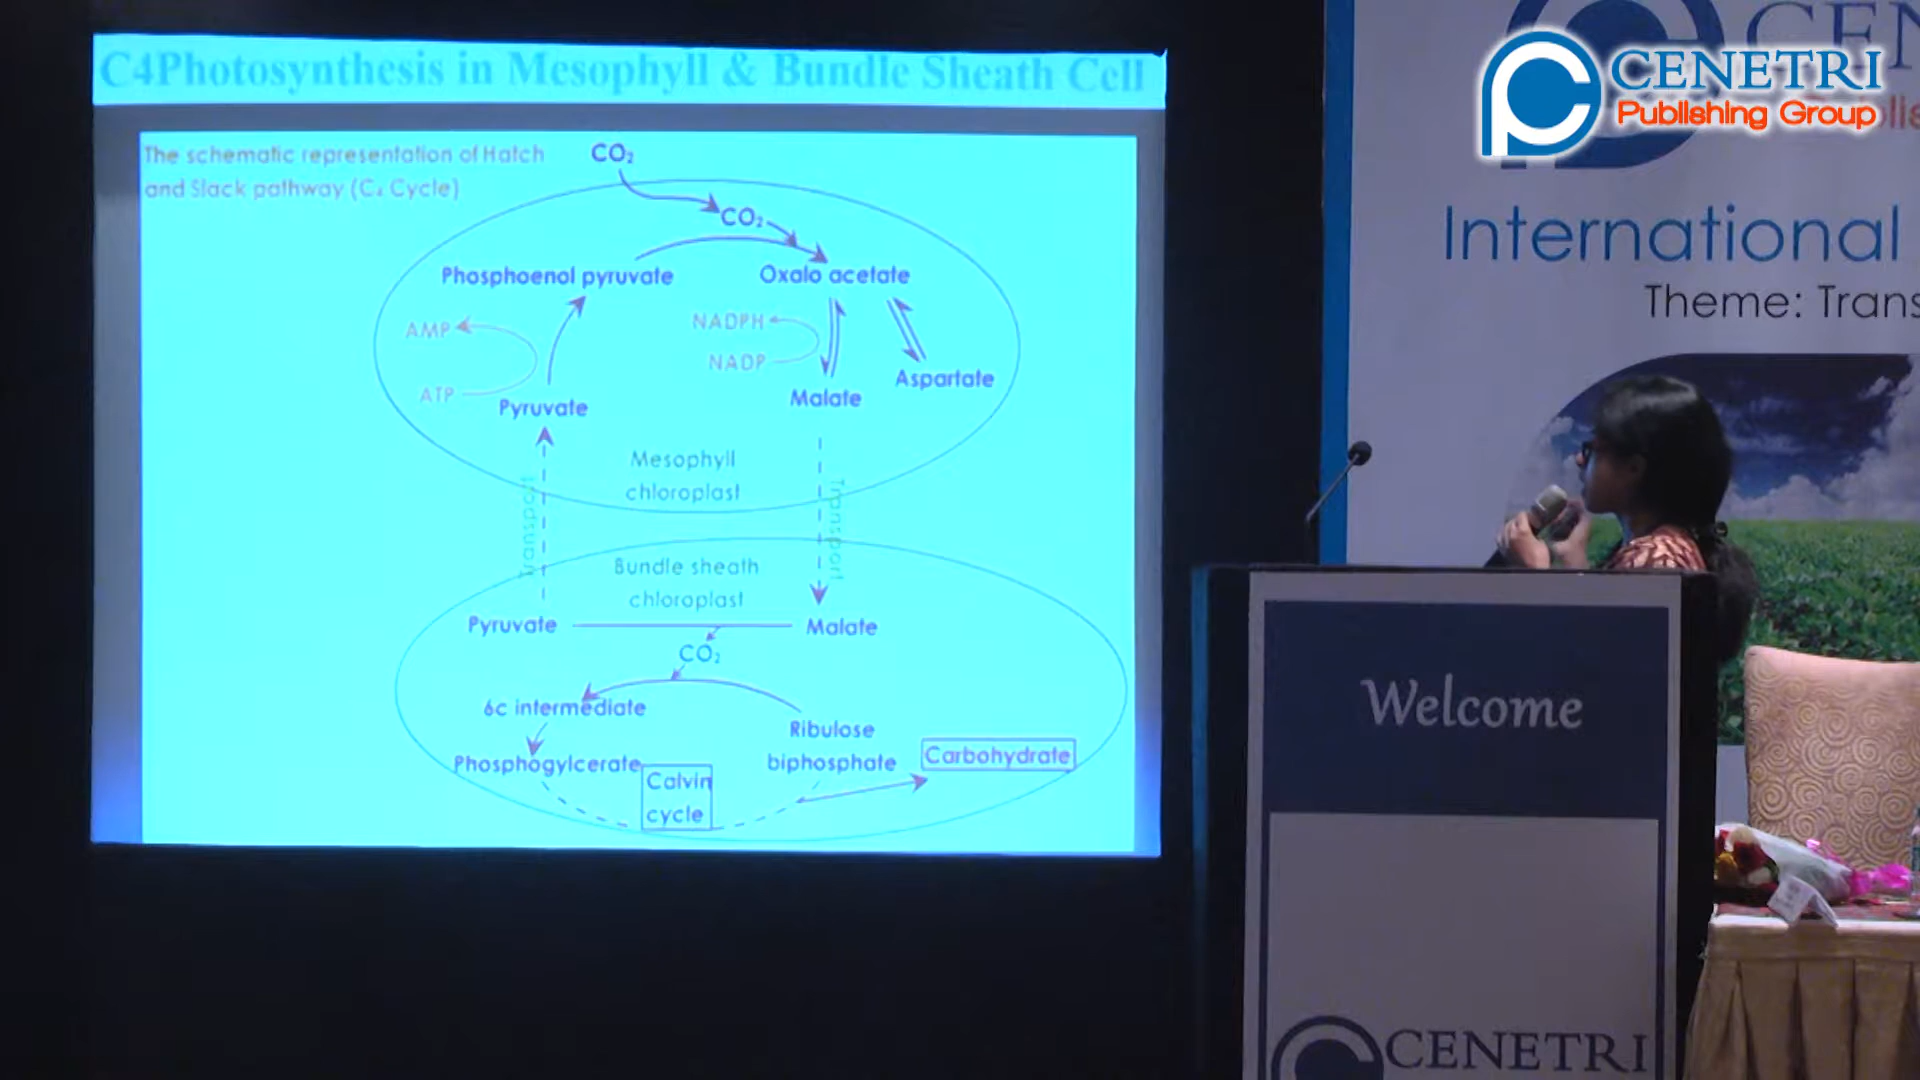 C4Photosynthesis in Mesophyll & Bundle Sheath Cell
The schematic representation of Hatch
and Slack pathway (C₄ Cycle)
CO₂
CO₂
Phosphoenol pyruvate
Oxalo acetate
AMP
ATP
NADPH
NADP
Aspartate
Malate
Pyruvate
Mesophyll
chloroplast
Transport
Transport
Bundle sheath
chloroplast
Pyruvate
Malate
CO₂
6c intermediate
Ribulose
biphosphate
Phosphogylcerate
Calvin
cycle
Carbohydrate
CENETRI
Publishing Group
International
Theme: Trans
Welcome
CENETRI